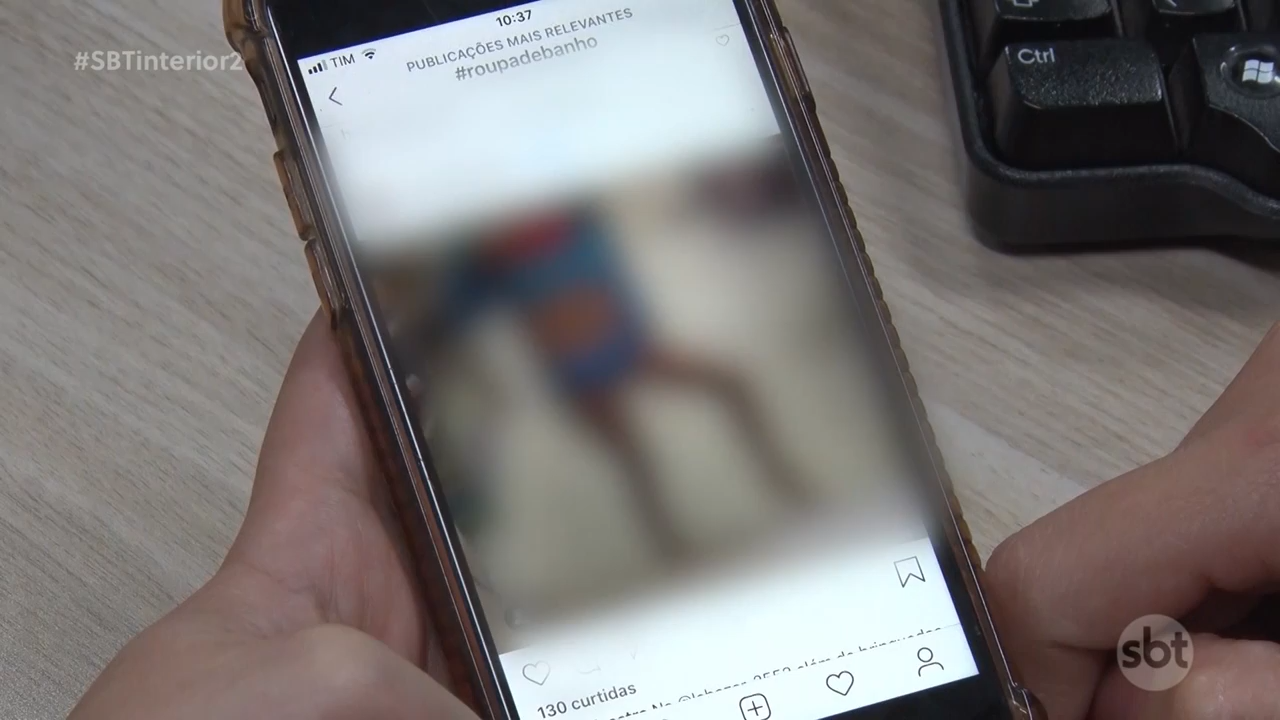 #SBTinterior2
10:37
TIM
PUBLICAÇÕES MAIS RELEVANTES
#roupadebanho
Ctrl
130 curtidas
sbt